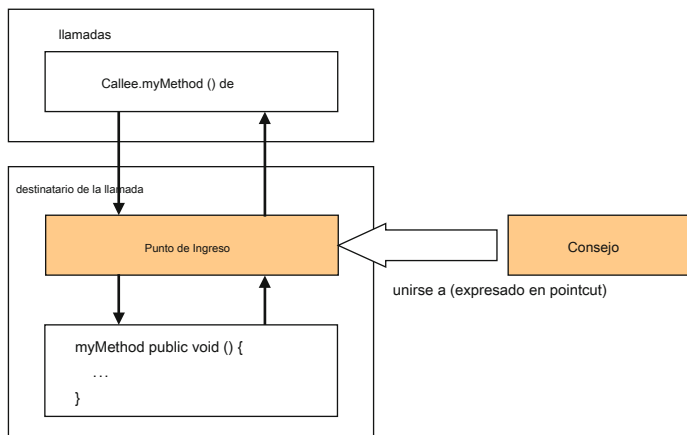 llamadas
Callee.myMethod () de
destinatario de la llamada
Punto de Ingreso
Consejo
unirse a (expresado en pointcut)
myMethod public void () {
...
}